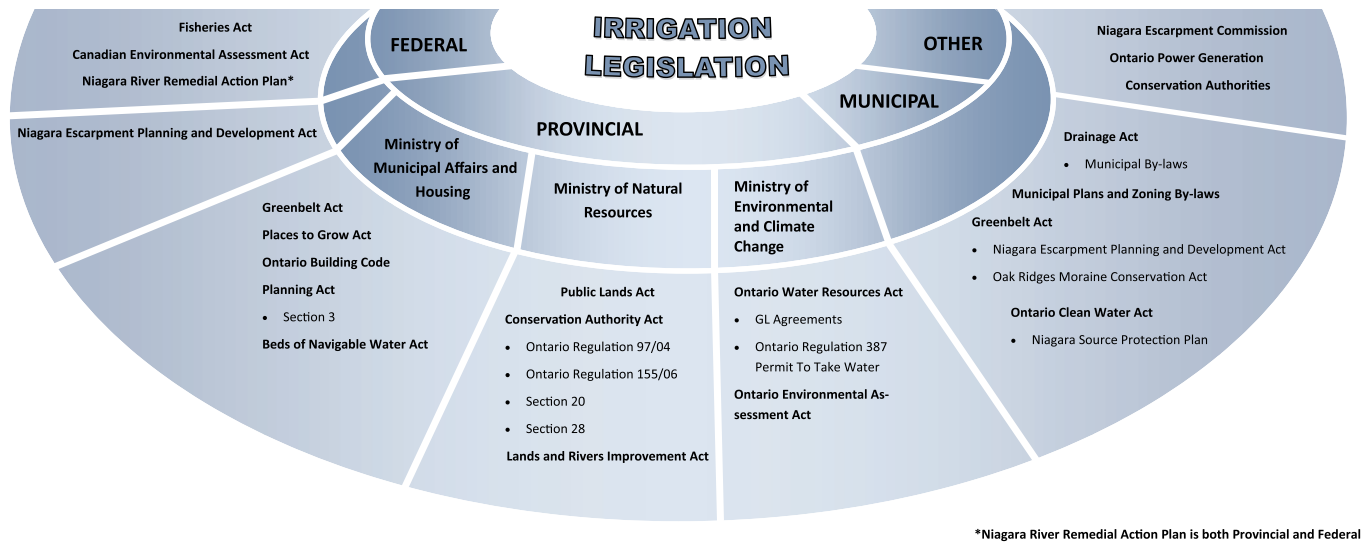 IRRIGATION
LEGISLATION
FEDERAL
PROVINCIAL
MUNICIPAL
OTHER
Fisheries Act
Canadian Environmental Assessment Act
Niagara River Remedial Action Plan*
Niagara Escarpment Planning and Development Act
Ministry of
Municipal Affairs and
Housing
Greenbelt Act
Places to Grow Act
Ontario Building Code
Planning Act
• Section 3
Beds of Navigable Water Act
Ministry of Natural
Resources
Public Lands Act
Conservation Authority Act
• Ontario Regulation 97/04
• Ontario Regulation 155/06
• Section 20
• Section 28
Lands and Rivers Improvement Act
Ministry of
Environmental
and Climate
Change
Ontario Water Resources Act
• GL Agreements
• Ontario Regulation 387
Permit To Take Water
Ontario Environmental As-
sessment Act
Drainage Act
• Municipal By-laws
Municipal Plans and Zoning By-laws
Greenbelt Act
• Niagara Escarpment Planning and Development Act
• Oak Ridges Moraine Conservation Act
Ontario Clean Water Act
• Niagara Source Protection Plan
Niagara Escarpment Commission
Ontario Power Generation
Conservation Authorities
*Niagara River Remedial Action Plan is both Provincial and Federal